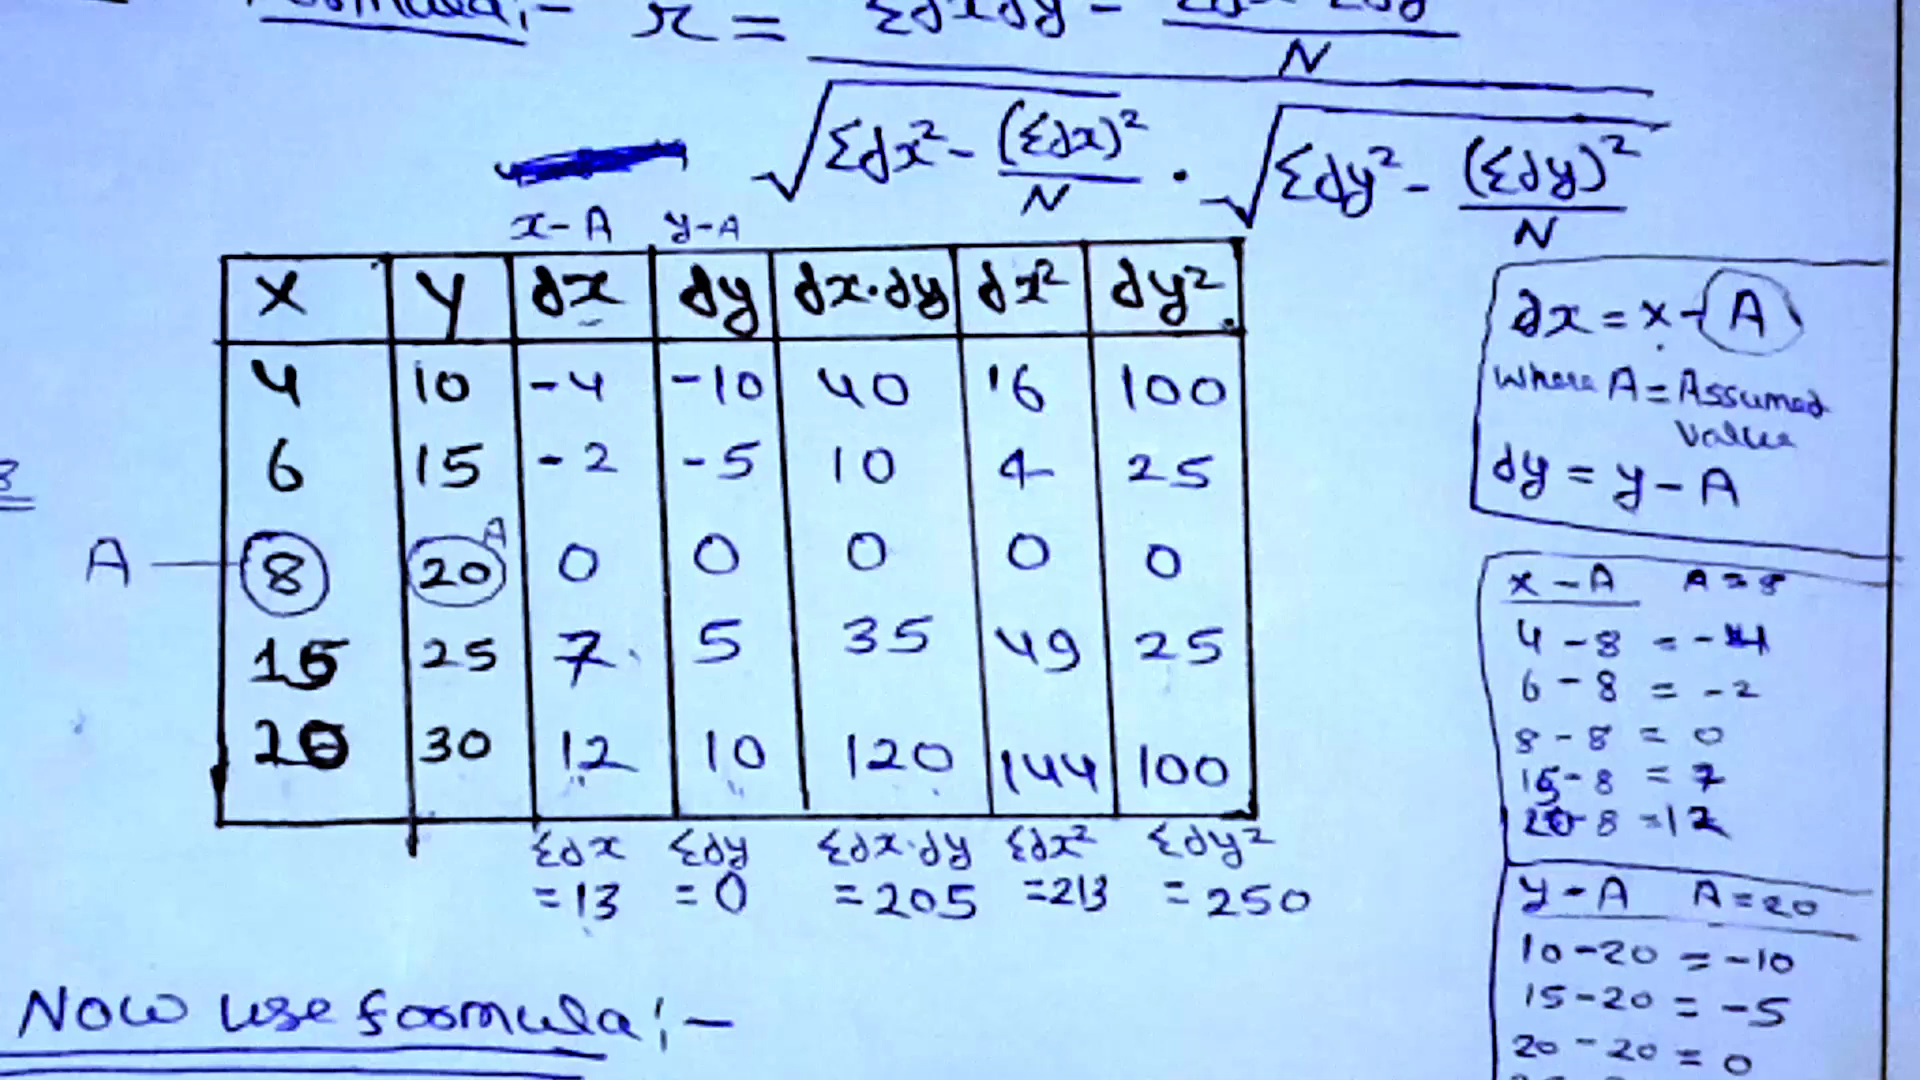 r = Σdxdy -
N
√Σdx² - (Σdx)²/N · √Σdy² - (Σdy)²/N
x-A y-A
x y dx dy dx·dy dx² dy²
4 10 -4 -10 40 16 100
6 15 -2 -5 10 4 25
A 8 20 A 0 0 0 0 0
15 25 7 5 35 49 25
20 30 12 10 120 144 100
Σdx Σdy Σdx·dy Σdx² Σdy²
=13 =0 =205 =213 =250
Now use formula:-
dx = x-A
where A = Assumed
value
dy = y-A
x-A A=8
4-8 = -4
6-8 = -2
8-8 = 0
15-8 = 7
20-8 = 12
y-A A=20
10-20 = -10
15-20 = -5
20-20 = 0